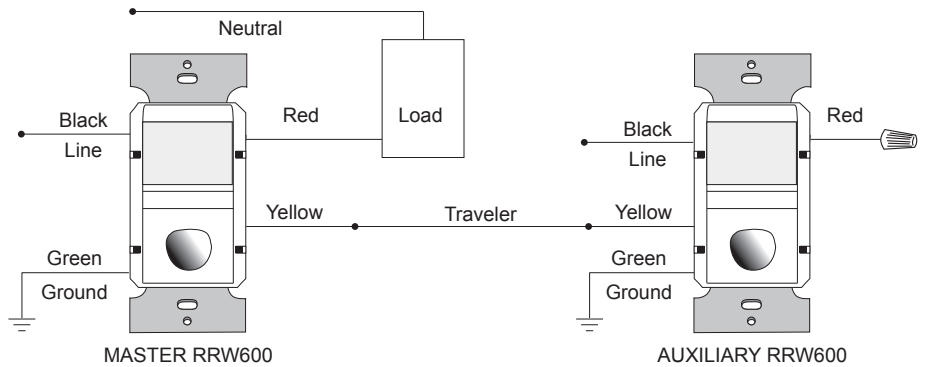 Neutral
Black
Line
Red
Load
Black
Line
Red
Yellow
Traveler
Yellow
Green
Ground
Green
Ground
MASTER RRW600
AUXILIARY RRW600